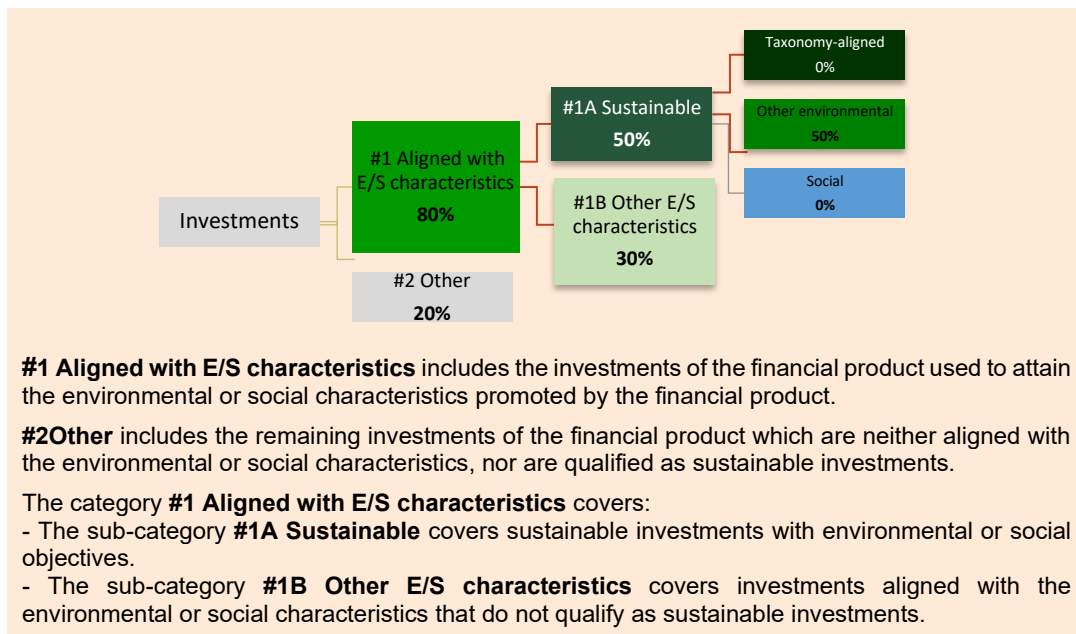 Taxonomy-aligned
0%
#1A Sustainable
50%
Other environmental
50%
#1 Aligned with
E/S characteristics
80%
Social
0%
#1B Other E/S
characteristics
30%
Investments
#2 Other
20%
#1 Aligned with E/S characteristics includes the investments of the financial product used to attain
the environmental or social characteristics promoted by the financial product.
#2Other includes the remaining investments of the financial product which are neither aligned with
the environmental or social characteristics, nor are qualified as sustainable investments.
The category #1 Aligned with E/S characteristics covers:
- The sub-category #1A Sustainable covers sustainable investments with environmental or social
objectives.
- The sub-category #1B Other E/S characteristics covers investments aligned with the
environmental or social characteristics that do not qualify as sustainable investments.